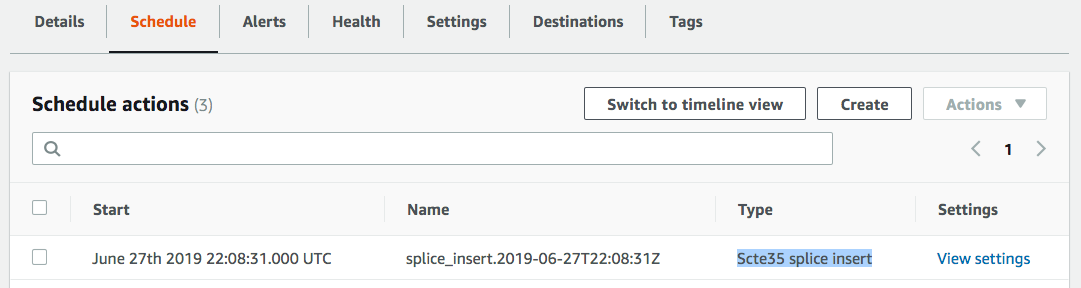 Details Schedule Alerts Health Settings Destinations Tags
Schedule actions (3) Switch to timeline view Create Actions
1
Start Name Type Settings
June 27th 2019 22:08:31.000 UTC splice_insert.2019-06-27T22:08:31Z Scte35 splice insert View settings